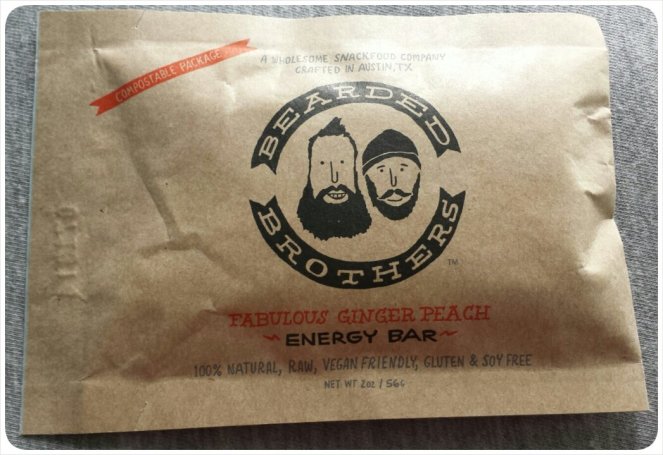 COMPOSTABLE PACKAGE
A WHOLESOME SNACKFOOD COMPANY
CRAFTED IN AUSTIN, TX
BEARDED
BROTHERS
TM
FABULOUS GINGER PEACH
~ ENERGY BAR ~
100% NATURAL, RAW, VEGAN FRIENDLY, GLUTEN & SOY FREE
NET WT 2oz / 56G